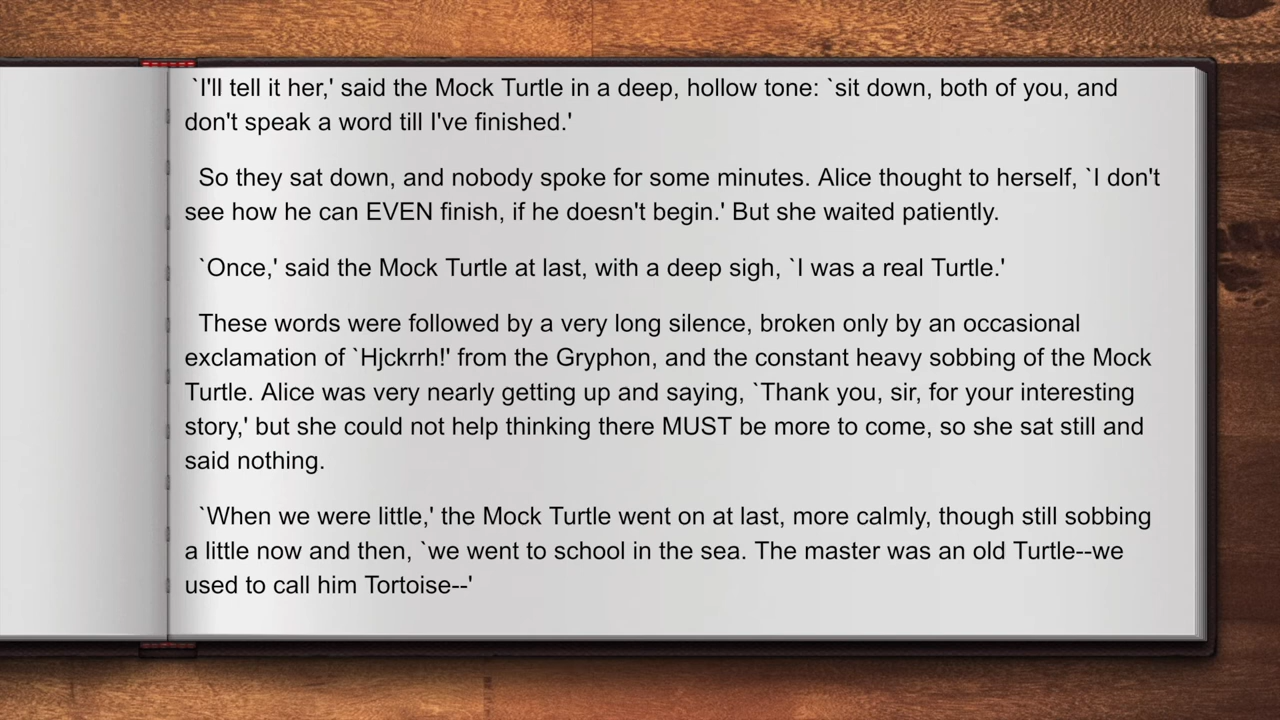 `I'll tell it her,' said the Mock Turtle in a deep, hollow tone: `sit down, both of you, and
don't speak a word till I've finished.'
So they sat down, and nobody spoke for some minutes. Alice thought to herself, `I don't
see how he can EVEN finish, if he doesn't begin.' But she waited patiently.
`Once,' said the Mock Turtle at last, with a deep sigh, `I was a real Turtle.'
These words were followed by a very long silence, broken only by an occasional
exclamation of `Hjckrrh!' from the Gryphon, and the constant heavy sobbing of the Mock
Turtle. Alice was very nearly getting up and saying, `Thank you, sir, for your interesting
story,' but she could not help thinking there MUST be more to come, so she sat still and
said nothing.
`When we were little,' the Mock Turtle went on at last, more calmly, though still sobbing
a little now and then, `we went to school in the sea. The master was an old Turtle--we
used to call him Tortoise--'